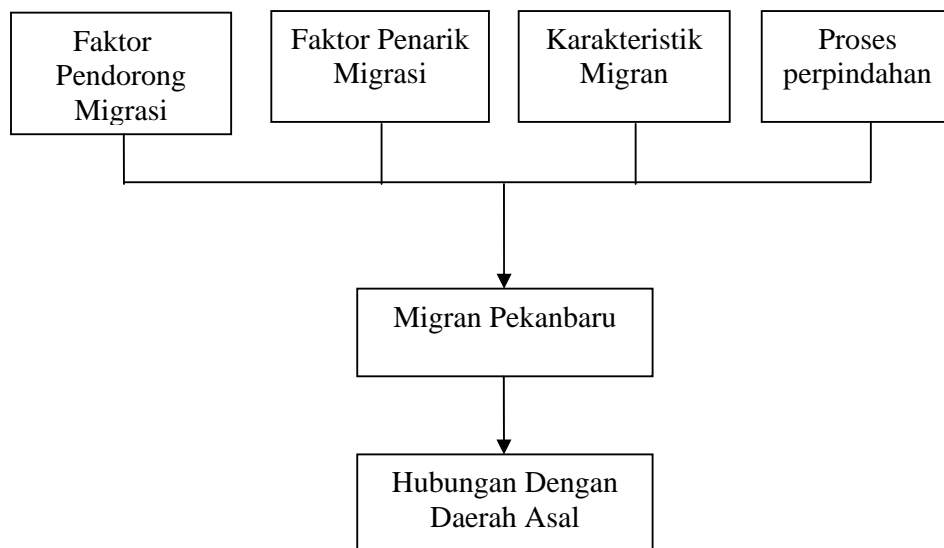 Faktor
Pendorong
Migrasi
Faktor Penarik
Migrasi
Karakteristik
Migran
Proses
perpindahan
Migran Pekanbaru
Hubungan Dengan
Daerah Asal